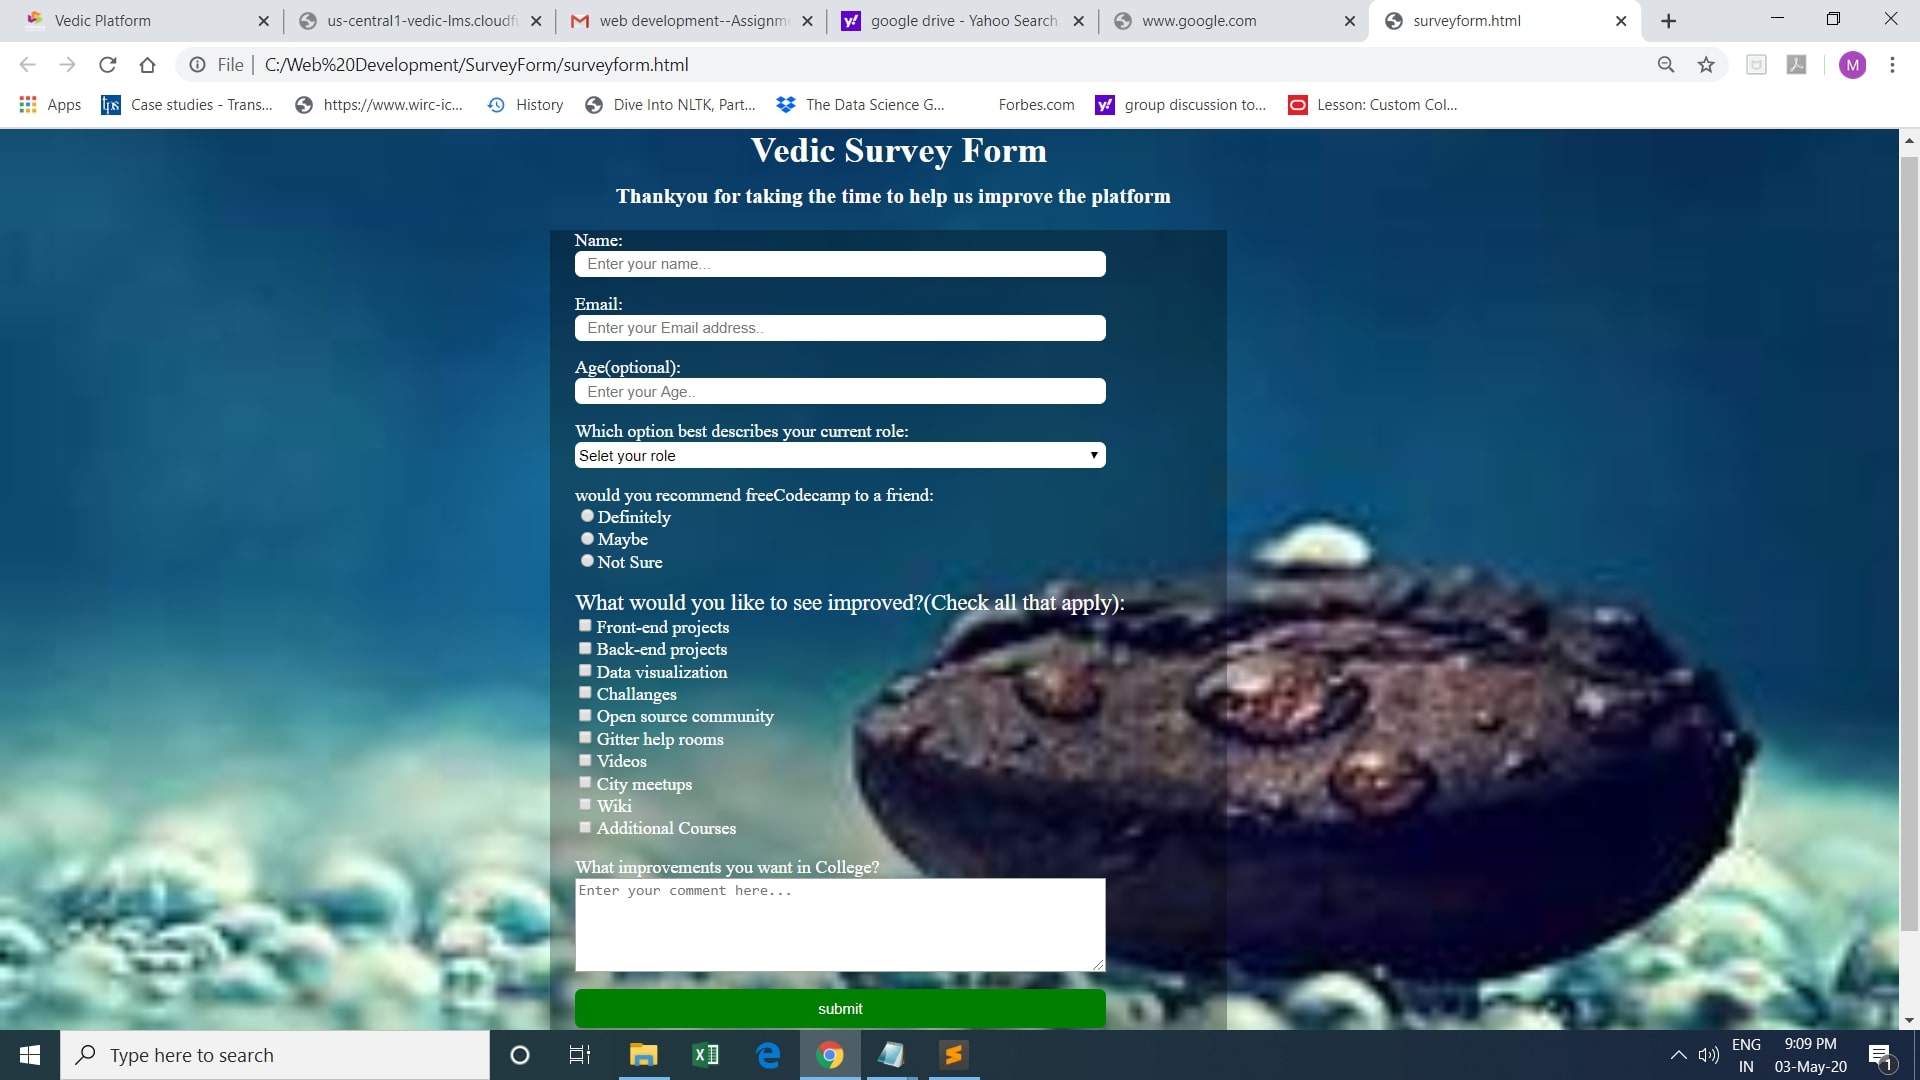 Vedic Platform
us-central1-vedic-lms.cloudfu
web development--Assignme
google drive - Yahoo Search
www.google.com
surveyform.html
File
C:/Web%20Development/SurveyForm/surveyform.html
M
Apps
tps
Case studies - Trans...
https://www.wirc-ic...
History
Dive Into NLTK, Part...
The Data Science G...
Forbes.com
y!
group discussion to...
Lesson: Custom Col...
Vedic Survey Form
Thankyou for taking the time to help us improve the platform
Name:
Enter your name...
Email:
Enter your Email address..
Age(optional):
Enter your Age..
Which option best describes your current role:
Selet your role
would you recommend freeCodecamp to a friend:
Definitely
Maybe
Not Sure
What would you like to see improved?(Check all that apply):
Front-end projects
Back-end projects
Data visualization
Challanges
Open source community
Gitter help rooms
Videos
City meetups
Wiki
Additional Courses
What improvements you want in College?
Enter your comment here...
submit
Type here to search
ENG
IN
9:09 PM
03-May-20
1